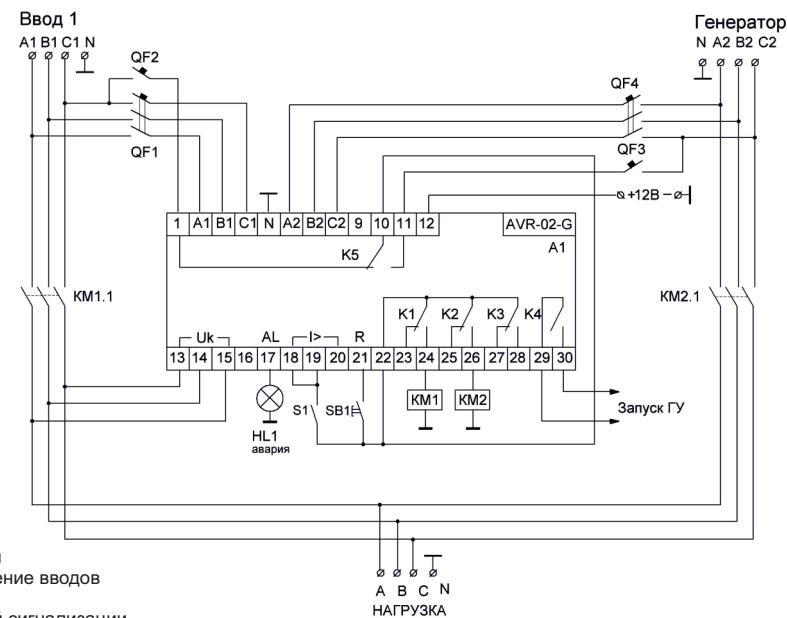 Ввод 1
Генератор
A1 B1 C1 N
N A2 B2 C2
QF2
QF4
QF1
QF3
+12В –
1 A1 B1 C1 N A2 B2 C2 9 10 11 12
AVR-02-G
A1
K5
KM1.1
KM2.1
K1 K2 K3 K4
Uk AL I> R
13 14 15 16 17 18 19 20 21 22 23 24 25 26 27 28 29 30
S1 SB1
KM1 KM2
Запуск ГУ
HL1
авария
ение вводов
A B C N
НАГРУЗКА